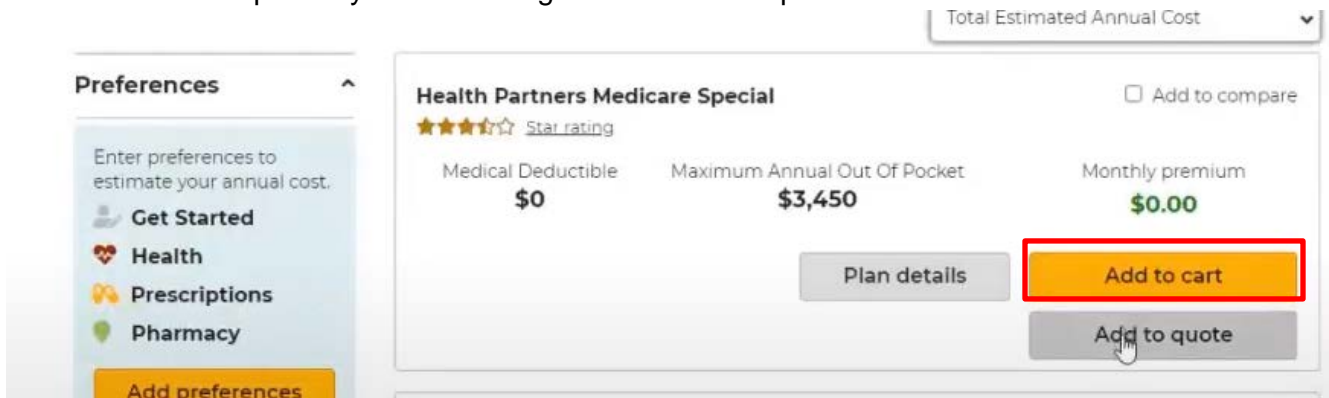 Total Estimated Annual Cost
Preferences
Health Partners Medicare Special
Add to compare
Star rating
Enter preferences to
estimate your annual cost.
Get Started
Health
Prescriptions
Pharmacy
Add preferences
Medical Deductible
$0
Maximum Annual Out Of Pocket
$3,450
Monthly premium
$0.00
Plan details
Add to cart
Add to quote